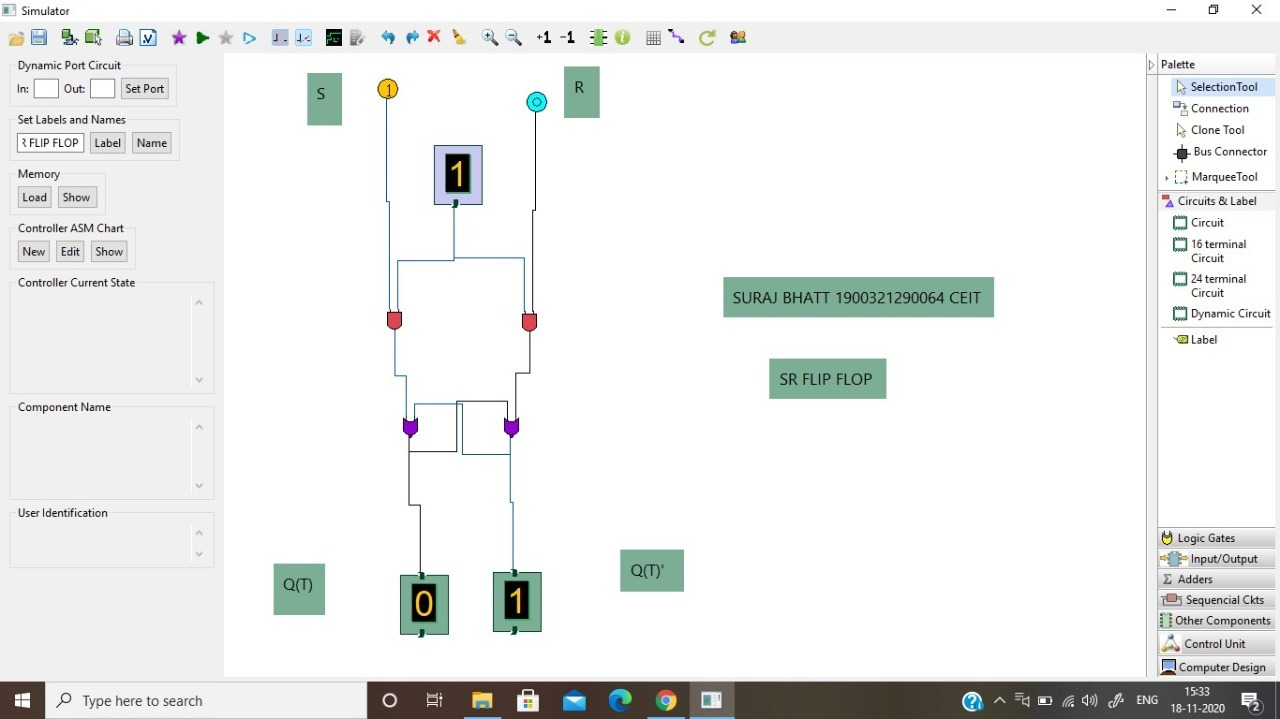 Simulator
+1 -1
Dynamic Port Circuit
In: Out: Set Port
Set Labels and Names
FLIP FLOP Label Name
Memory
Load Show
Controller ASM Chart
New Edit Show
Controller Current State
Component Name
User Identification
S
1
R
1
SURAJ BHATT 1900321290064 CEIT
SR FLIP FLOP
Q(T)
0
1
Q(T)'
Palette
SelectionTool
Connection
Clone Tool
Bus Connector
MarqueeTool
Circuits & Label
Circuit
16 terminal
Circuit
24 terminal
Circuit
Dynamic Circuit
Label
Logic Gates
Input/Output
Adders
Sequencial Ckts
Other Components
Control Unit
Computer Design
Type here to search
ENG
15:33
18-11-2020
2